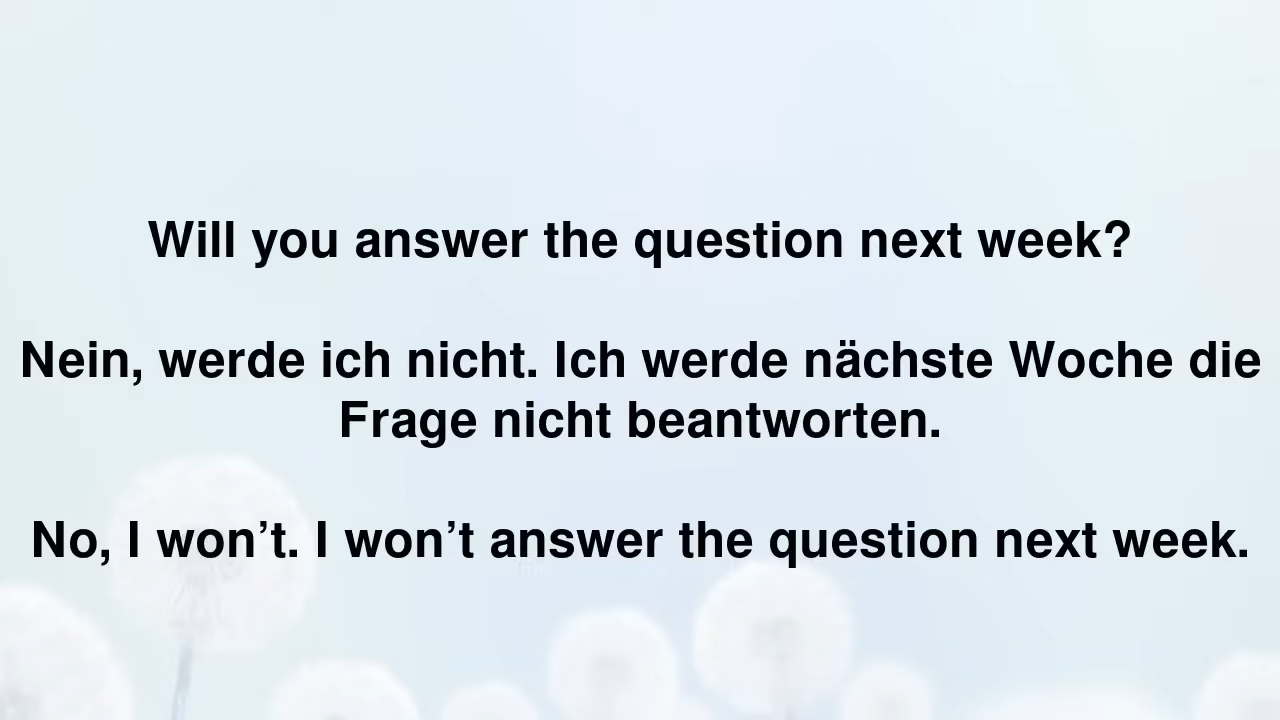 Will you answer the question next week?
Nein, werde ich nicht. Ich werde nächste Woche die
Frage nicht beantworten.
No, I won’t. I won’t answer the question next week.